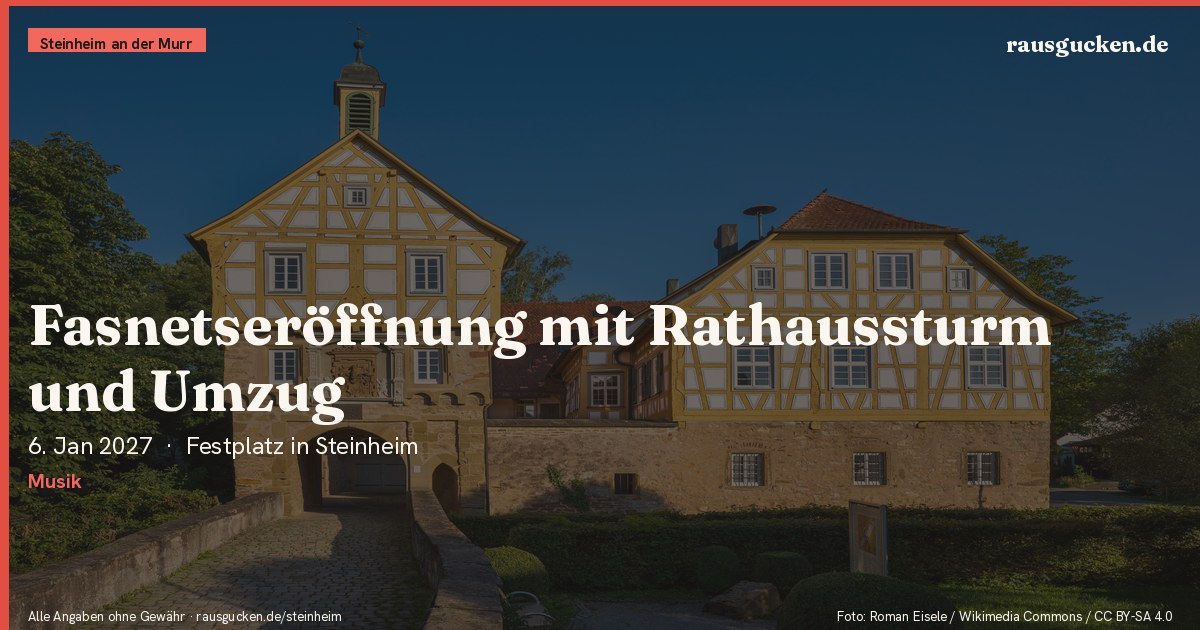 Steinheim an der Murr
rausgucken.de
Fasnetseröffnung mit Rathaussturm
und Umzug
6. Jan 2027 · Festplatz in Steinheim
Musik
Alle Angaben ohne Gewähr · rausgucken.de/steinheim
Foto: Roman Eisele / Wikimedia Commons / CC BY-SA 4.0